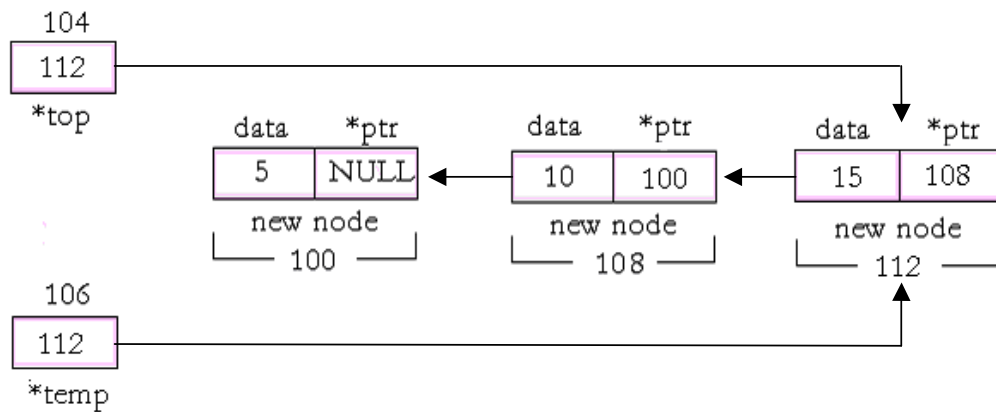 104
112
*top
data *ptr
5 NULL
new node
100
data *ptr
10 100
new node
108
data *ptr
15 108
new node
112
106
112
*temp